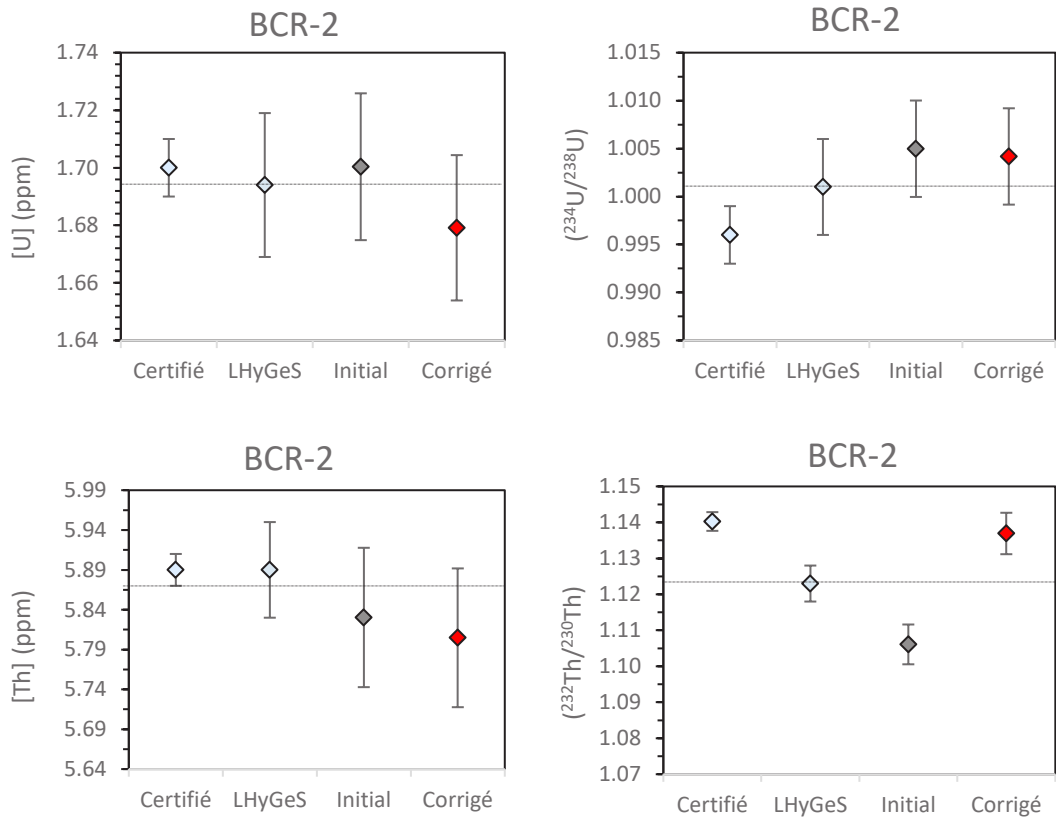 BCR-2
[U] (ppm)
1.74
1.72
1.70
1.68
1.66
1.64
Certifié LHyGeS Initial Corrigé
BCR-2
(²³⁴U/²³⁸U)
1.015
1.010
1.005
1.000
0.995
0.990
0.985
Certifié LHyGeS Initial Corrigé
BCR-2
[Th] (ppm)
5.99
5.94
5.89
5.84
5.79
5.74
5.69
5.64
Certifié LHyGeS Initial Corrigé
BCR-2
(²³²Th/²³⁰Th)
1.15
1.14
1.13
1.12
1.11
1.10
1.09
1.08
1.07
Certifié LHyGeS Initial Corrigé